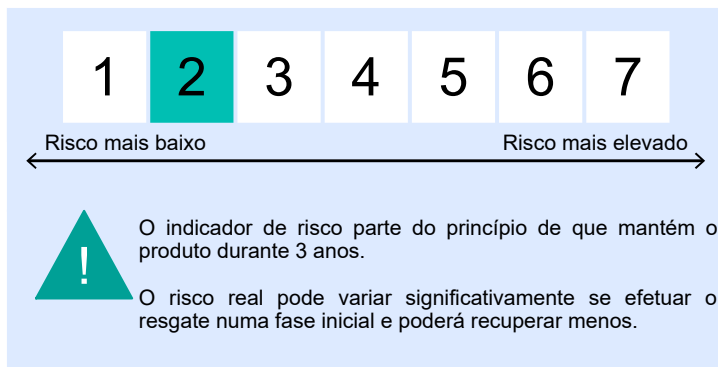 1 2 3 4 5 6 7
Risco mais baixo Risco mais elevado
O indicador de risco parte do princípio de que mantém o
produto durante 3 anos.
!
O risco real pode variar significativamente se efetuar o
resgate numa fase inicial e poderá recuperar menos.